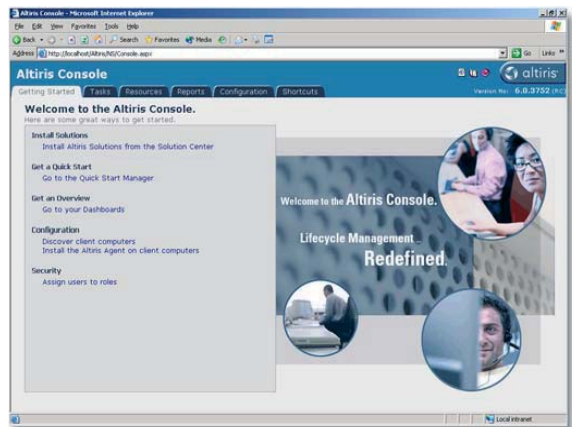 Altiris Console - Microsoft Internet Explorer
File Edit View Favorites Tools Help
Back Search Favorites Media
Address http://localhost/Altiris/NS/Console.aspx Go Links »
Altiris Console
altiris
Getting Started Tasks Resources Reports Configuration Shortcuts
Version No: 6.0.3752 (RC)
Welcome to the Altiris Console.
Here are some great ways to get started.
Install Solutions
Install Altiris Solutions from the Solution Center
Get a Quick Start
Go to the Quick Start Manager
Get an Overview
Go to your Dashboards
Configuration
Discover client computers
Install the Altiris Agent on client computers
Security
Assign users to roles
Welcome to the Altiris Console.
Lifecycle Management ...
Redefined.
Local intranet